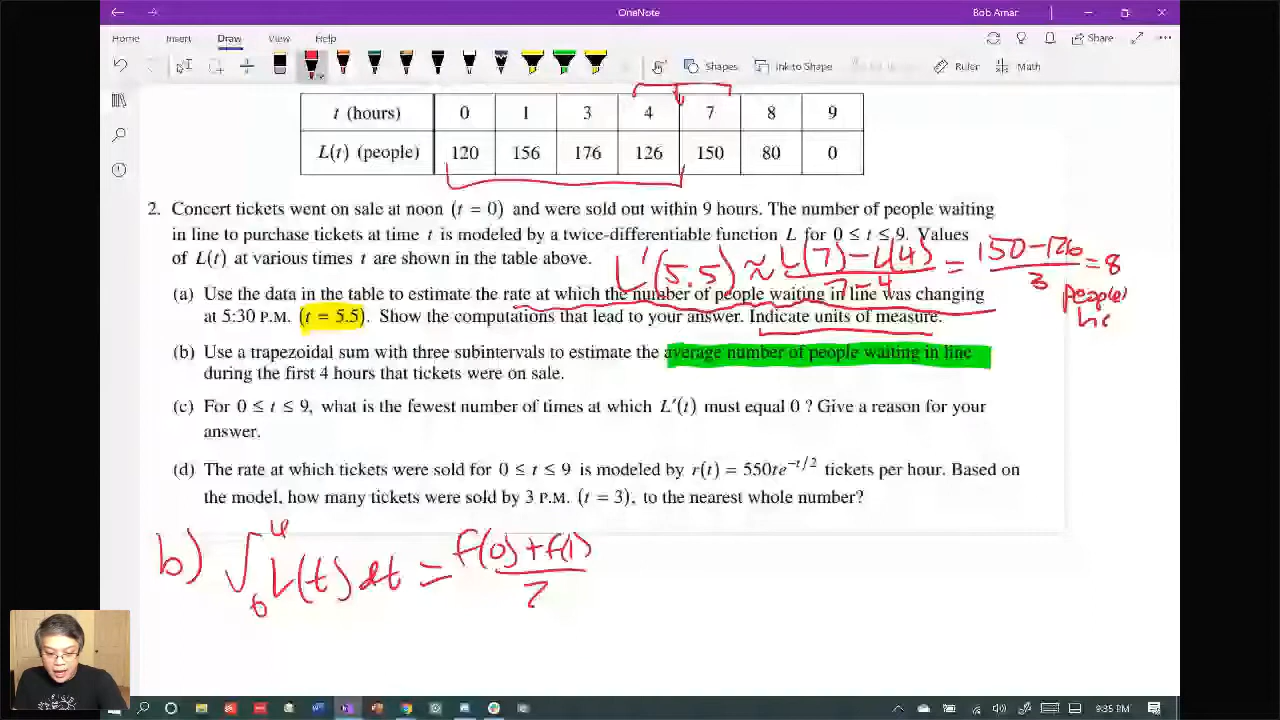 OneNote
Bob Amar
Home Insert Draw View Help
Share
Shapes Ink to Shape Ruler Math
t (hours) 0 1 3 4 7 8 9
L(t) (people) 120 156 176 126 150 80 0
2. Concert tickets went on sale at noon (t = 0) and were sold out within 9 hours. The number of people waiting
in line to purchase tickets at time t is modeled by a twice-differentiable function L for 0 ≤ t ≤ 9. Values
of L(t) at various times t are shown in the table above.
L'(5.5) ≈ L(7) - L(4) / 7 - 4 = 150 - 126 / 3 = 8
people/
hr
(a) Use the data in the table to estimate the rate at which the number of people waiting in line was changing
at 5:30 P.M. (t = 5.5). Show the computations that lead to your answer. Indicate units of measure.
(b) Use a trapezoidal sum with three subintervals to estimate the average number of people waiting in line
during the first 4 hours that tickets were on sale.
(c) For 0 ≤ t ≤ 9, what is the fewest number of times at which L′(t) must equal 0 ? Give a reason for your
answer.
(d) The rate at which tickets were sold for 0 ≤ t ≤ 9 is modeled by r(t) = 550te^{-t/2} tickets per hour. Based on
the model, how many tickets were sold by 3 P.M. (t = 3), to the nearest whole number?
b) ∫_0^4 L(t) dt = f(0) + f(1) / 2
9:35 PM